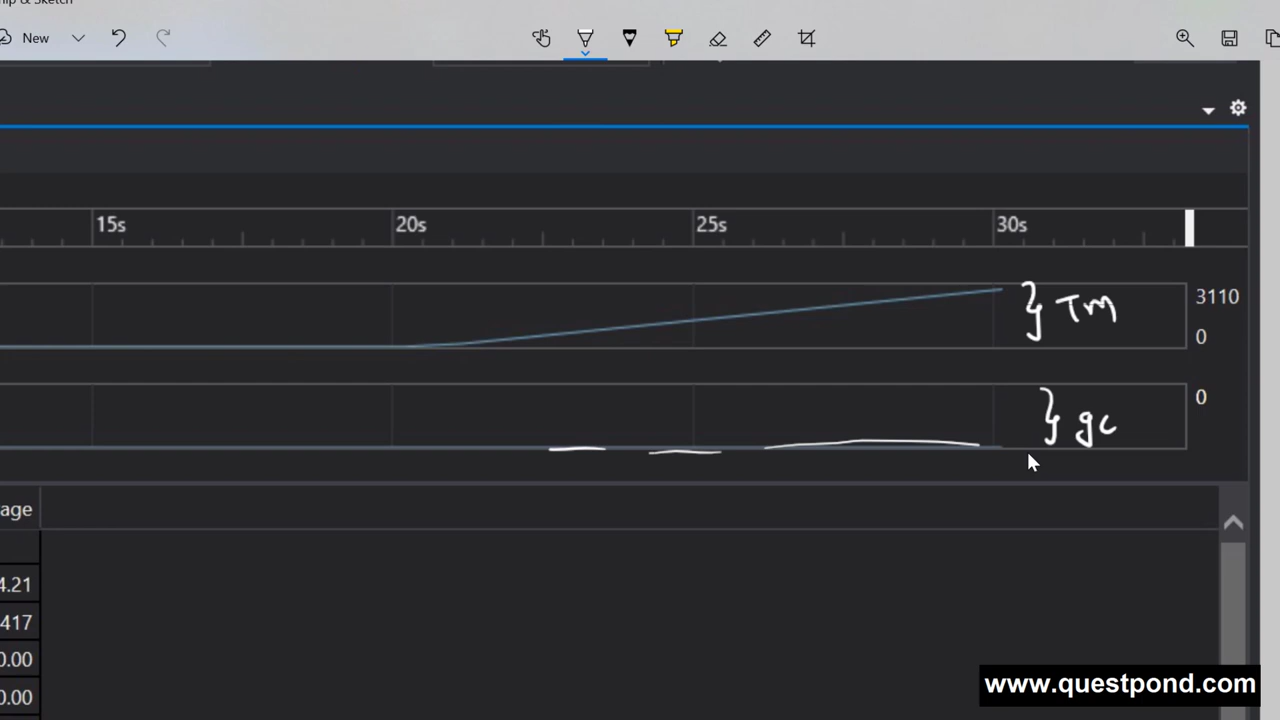 New
15s 20s 25s 30s
} Tm 3110
0
} gc 0
age
4.21
417
0.00
0.00
www.questpond.com